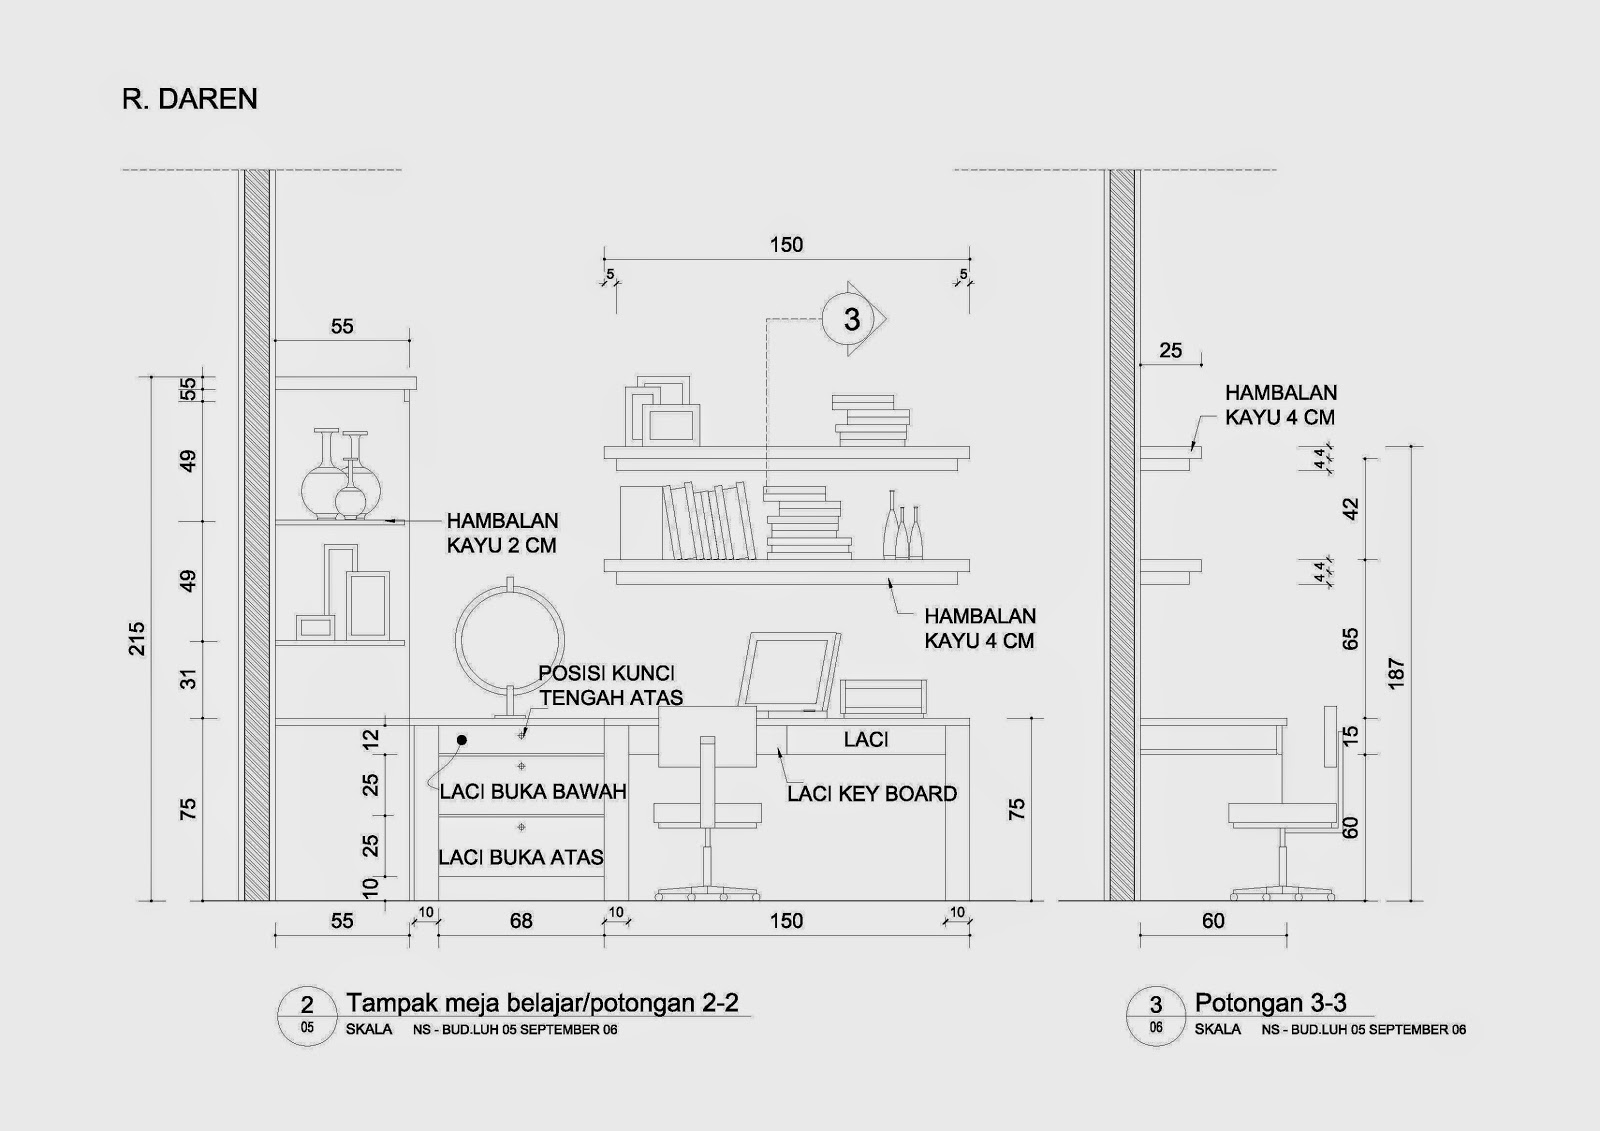 R. DAREN
150
5
5
3
55
25
HAMBALAN
KAYU 4 CM
55
49
49
31
75
215
HAMBALAN
KAYU 2 CM
HAMBALAN
KAYU 4 CM
4 4
42
4 4
65
187
15
60
POSISI KUNCI
TENGAH ATAS
LACI
12
25
25
10
LACI BUKA BAWAH
LACI KEY BOARD
LACI BUKA ATAS
75
55
10
68
10
150
10
60
2
05
Tampak meja belajar/potongan 2-2
SKALA NS - BUD.LUH 05 SEPTEMBER 06
3
06
Potongan 3-3
SKALA NS - BUD.LUH 05 SEPTEMBER 06